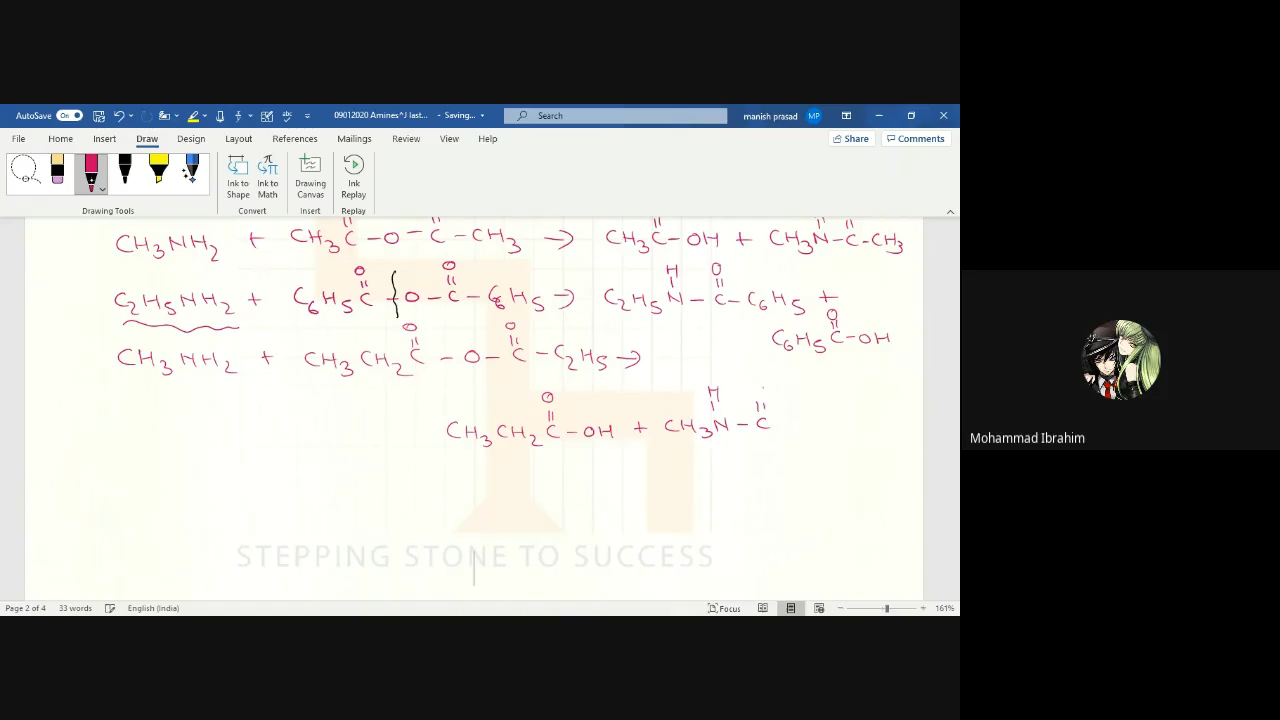 AutoSave On 09012020 Amines^J last... - Saving... Search manish prasad MP
File Home Insert Draw Design Layout References Mailings Review View Help Share Comments
Ink to Shape Ink to Math Drawing Canvas Ink Replay
Drawing Tools Convert Insert Replay
CH3NH2 + CH3C-O-C-CH3 → CH3C-OH + CH3N-C-CH3
O O H O
C2H5NH2 + C6H5C-O-C-C6H5 → C2H5N-C-C6H5 +
O
C6H5C-OH
O O
CH3NH2 + CH3CH2C-O-C-C2H5 →
O H
CH3CH2C-OH + CH3N-C
STEPPING STONE TO SUCCESS
Page 2 of 4 33 words English (India) Focus 161%
Mohammad Ibrahim